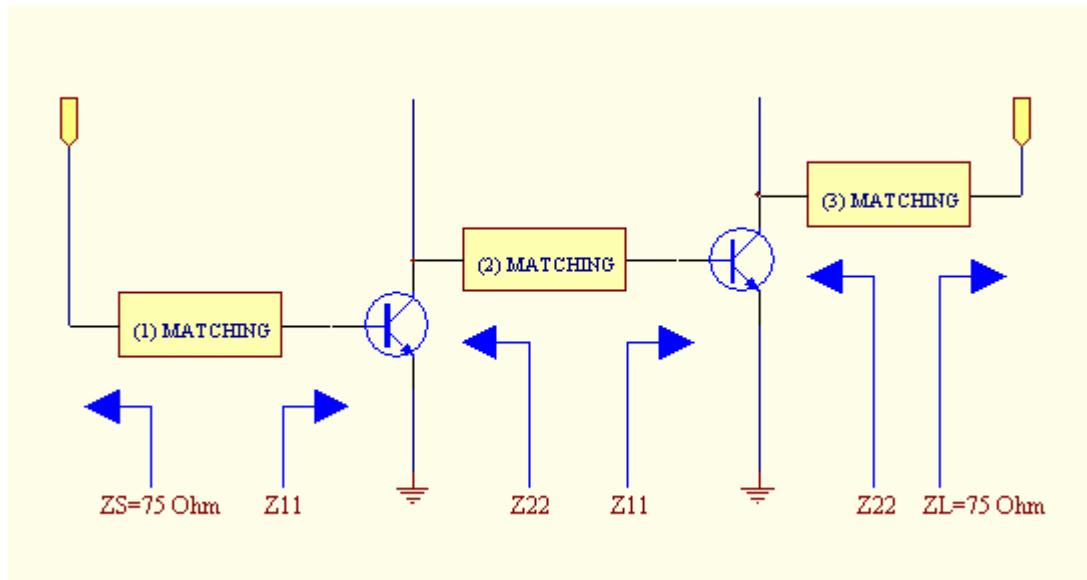 (3) MATCHING
(2) MATCHING
(1) MATCHING
ZS=75 Ohm
Z11
Z22
Z11
Z22
ZL=75 Ohm